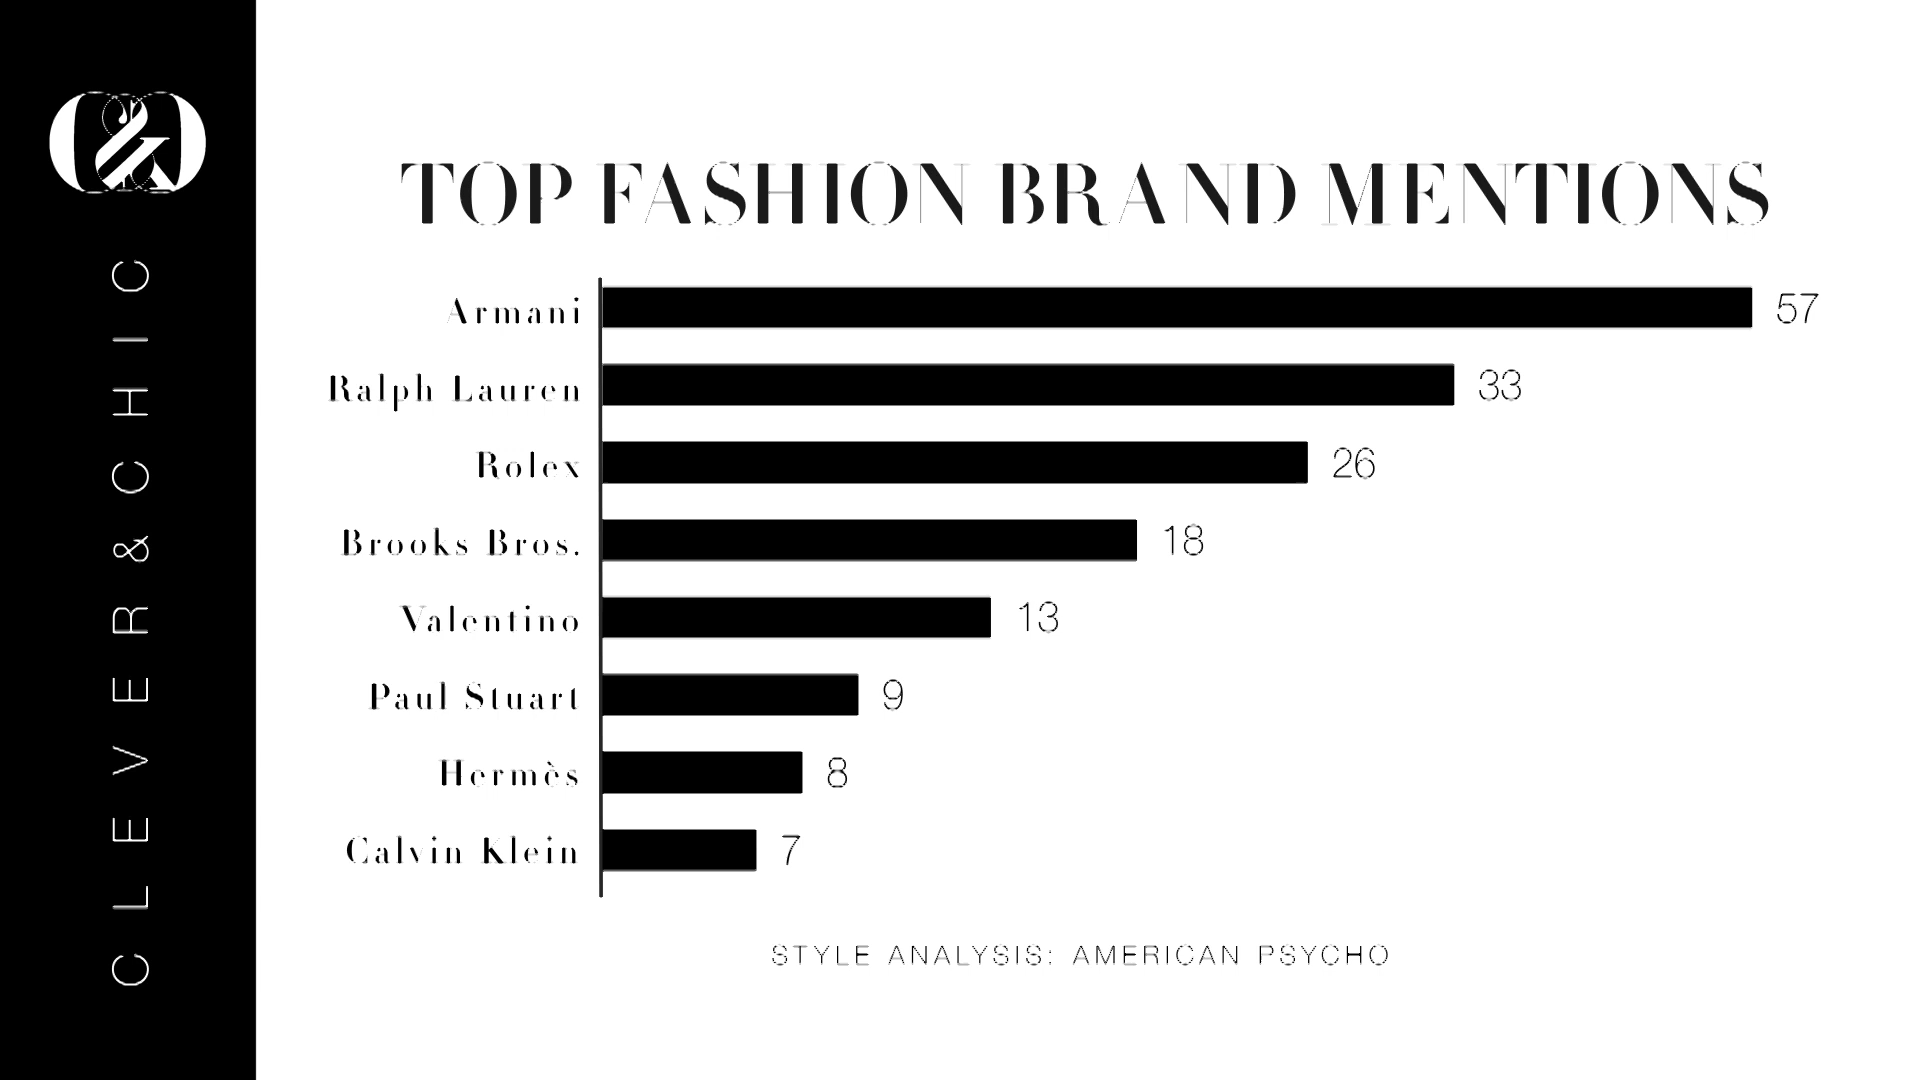 CLEVER&CHIC
TOP FASHION BRAND MENTIONS
Armani 57
Ralph Lauren 33
Rolex 26
Brooks Bros. 18
Valentino 13
Paul Stuart 9
Hermès 8
Calvin Klein 7
STYLE ANALYSIS: AMERICAN PSYCHO